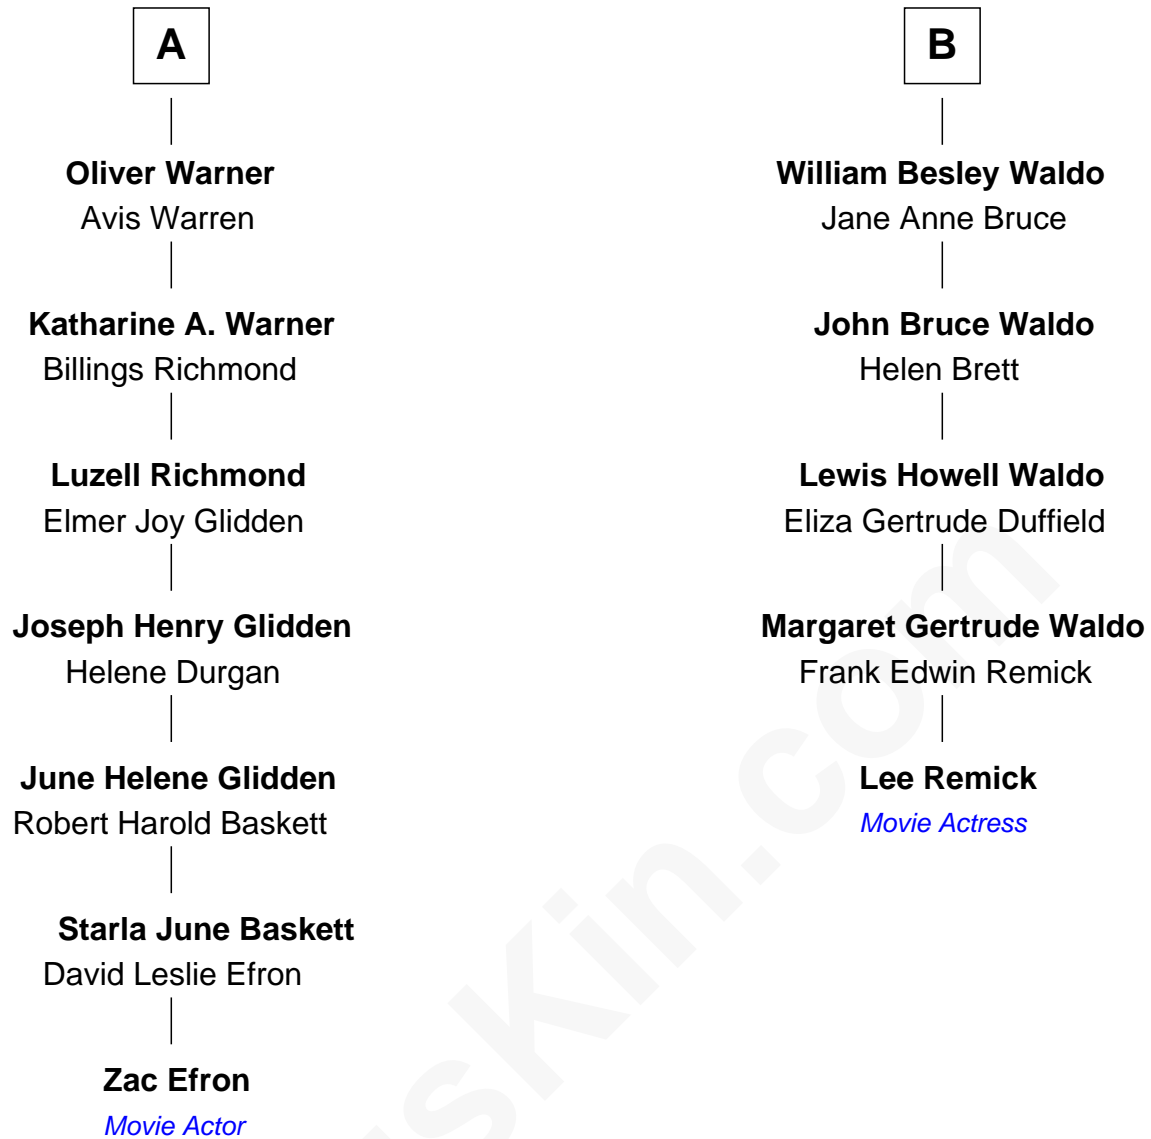 A
Oliver Warner
Avis Warren
Katharine A. Warner
Billings Richmond
Luzell Richmond
Elmer Joy Glidden
Joseph Henry Glidden
Helene Durgan
June Helene Glidden
Robert Harold Baskett
Starla June Baskett
David Leslie Efron
Zac Efron
Movie Actor
B
William Besley Waldo
Jane Anne Bruce
John Bruce Waldo
Helen Brett
Lewis Howell Waldo
Eliza Gertrude Duffield
Margaret Gertrude Waldo
Frank Edwin Remick
Lee Remick
Movie Actress
sKin.com